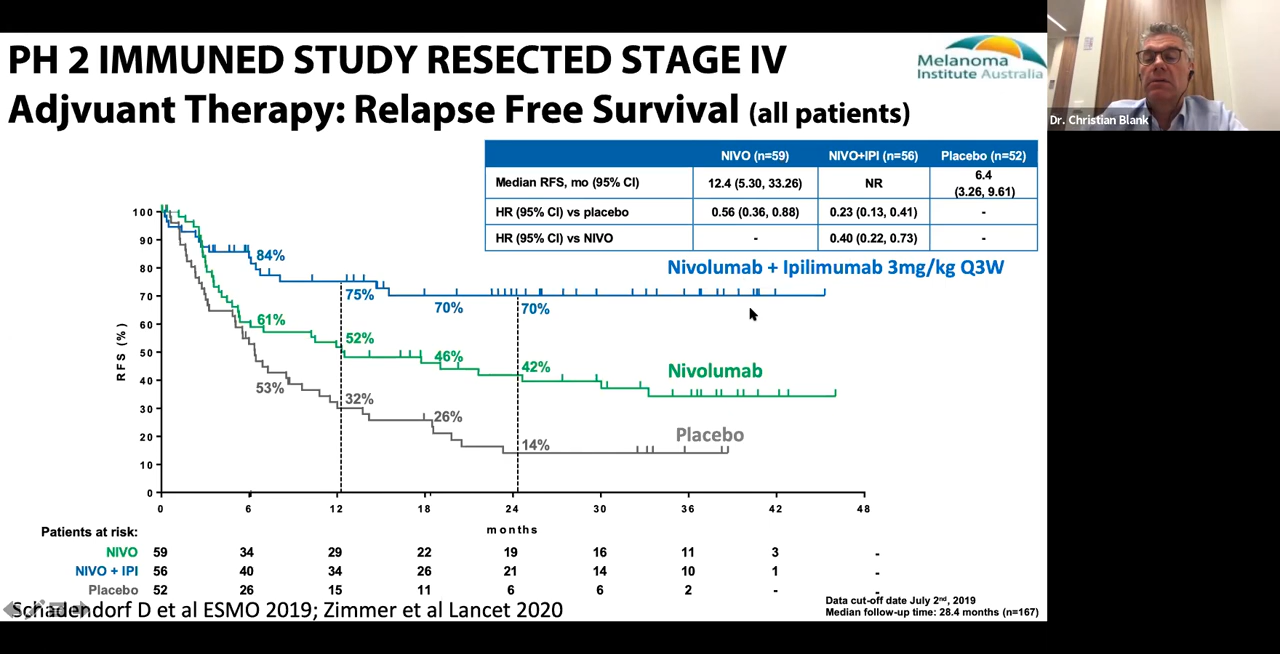 PH 2 IMMUNED STUDY RESECTED STAGE IV
Adjvuant Therapy: Relapse Free Survival (all patients)
Melanoma
Institute Australia
Dr. Christian Blank
NIVO (n=59) NIVO+IPI (n=56) Placebo (n=52)
Median RFS, mo (95% CI) 12.4 (5.30, 33.26) NR 6.4 (3.26, 9.61)
HR (95% CI) vs placebo 0.56 (0.36, 0.88) 0.23 (0.13, 0.41) -
HR (95% CI) vs NIVO - 0.40 (0.22, 0.73) -
Nivolumab + Ipilimumab 3mg/kg Q3W
84%
75%
70%
70%
61%
52%
46%
42%
Nivolumab
53%
32%
26%
14%
Placebo
RFS (%)
100
90
80
70
60
50
40
30
20
10
0
0 6 12 18 24 30 36 42 48
months
Patients at risk:
NIVO 59 34 29 22 19 16 11 3 -
NIVO + IPI 56 40 34 26 21 14 10 1 -
Placebo 52 26 15 11 6 6 2 - -
Schadendorf D et al ESMO 2019; Zimmer et al Lancet 2020
Data cut-off date July 2nd, 2019
Median follow-up time: 28.4 months (n=167)